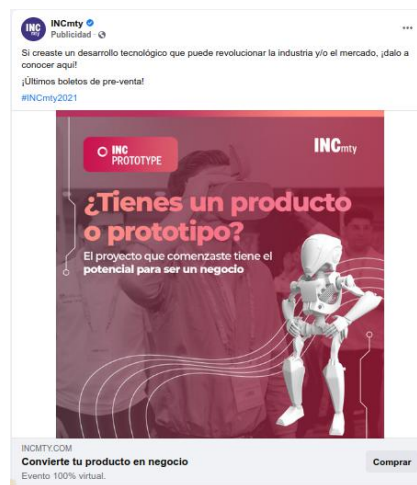 INCmty
Publicidad ·
Si creaste un desarrollo tecnológico que puede revolucionar la industria y/o el mercado, ¡dalo a
conocer aquí!
¡Últimos boletos de pre-venta!
#INCmty2021
INC
PROTOTYPE
INCmty
¿Tienes un producto
o prototipo?
El proyecto que comenzaste tiene el
potencial para ser un negocio
INCMTY.COM
Convierte tu producto en negocio
Evento 100% virtual.
Comprar